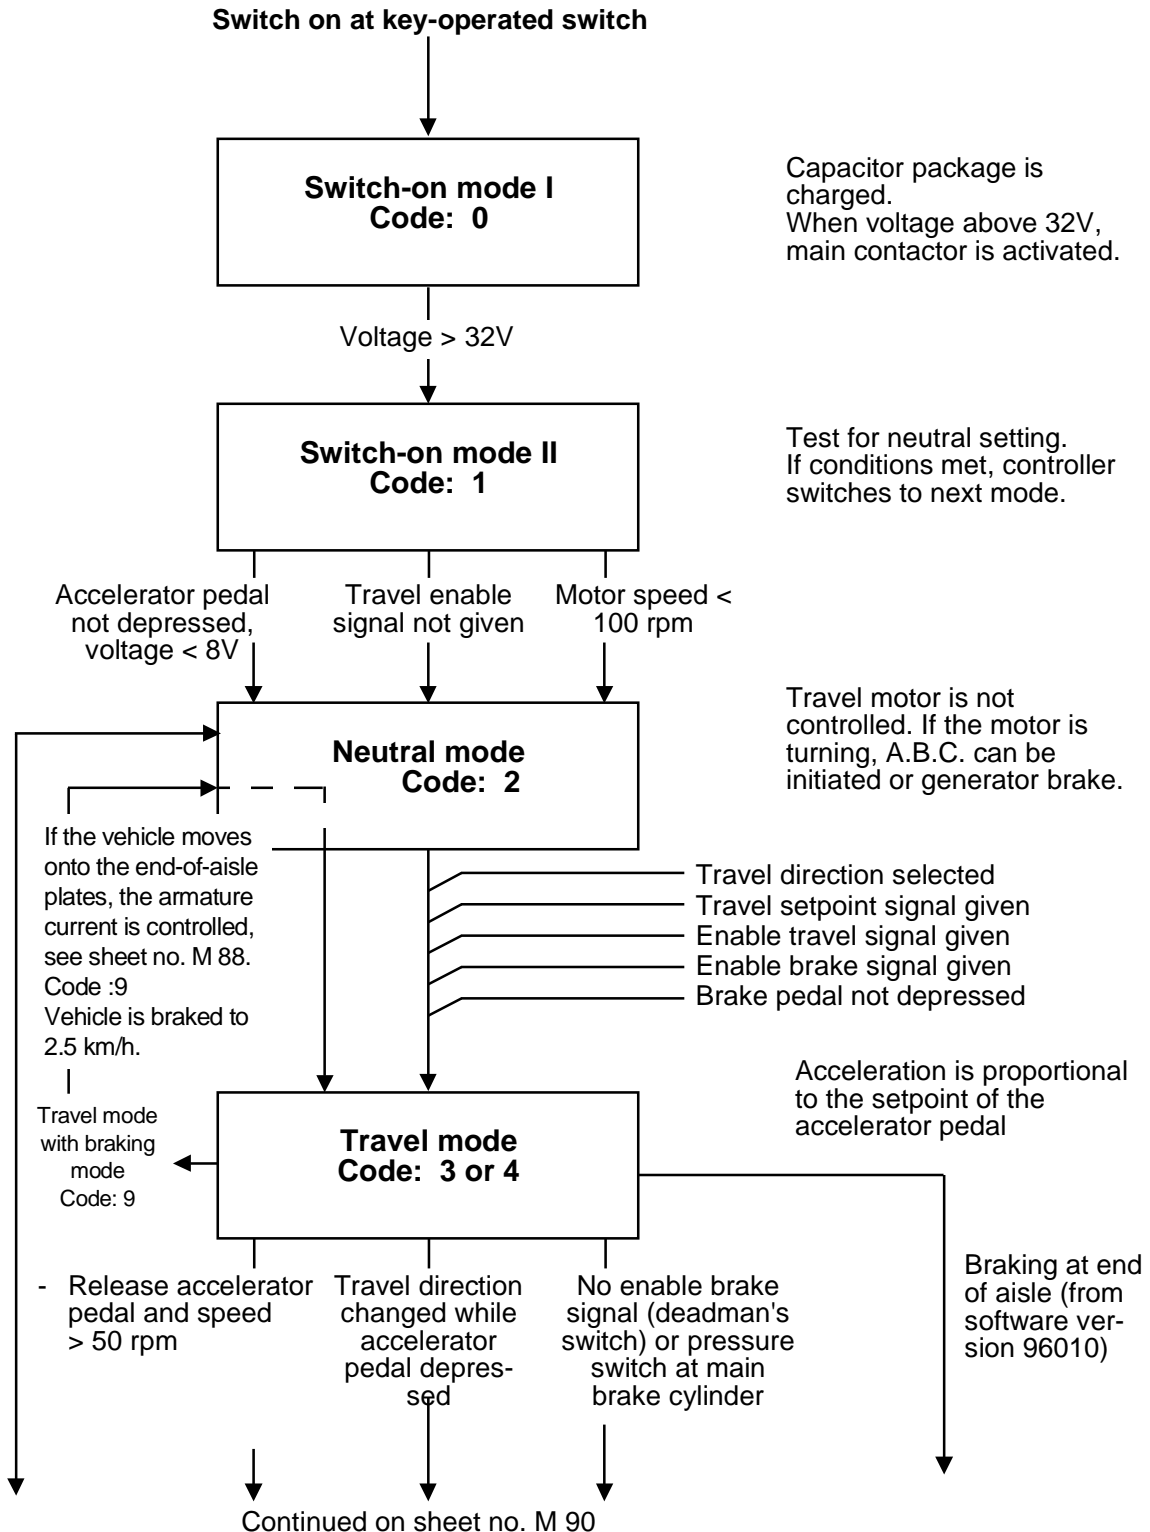 Switch on at key-operated switch
Switch-on mode I
Code:  0
Capacitor package is
charged.
When voltage above 32V,
main contactor is activated.
Voltage > 32V
Switch-on mode II
Code:  1
Test for neutral setting.
If conditions met, controller
switches to next mode.
Accelerator pedal
not depressed,
voltage < 8V
Travel enable
signal not given
Motor speed <
100 rpm
Neutral mode
Code:  2
Travel motor is not
controlled. If the motor is
turning, A.B.C. can be
initiated or generator brake.
If the vehicle moves
onto the end-of-aisle
plates, the armature
current is controlled,
see sheet no. M 88.
Code :9
Vehicle is braked to
2.5 km/h.
Travel direction selected
Travel setpoint signal given
Enable travel signal given
Enable brake signal given
Brake pedal not depressed
Travel mode
with braking
mode
Code: 9
Travel mode
Code:  3 or 4
Acceleration is proportional
to the setpoint of the
accelerator pedal
-   Release accelerator
pedal and speed
> 50 rpm
Travel direction
changed while
accelerator
pedal depres-
sed
No enable brake
signal (deadman's
switch) or pressure
switch at main
brake cylinder
Braking at end
of aisle (from
software ver-
sion 96010)
Continued on sheet no. M 90